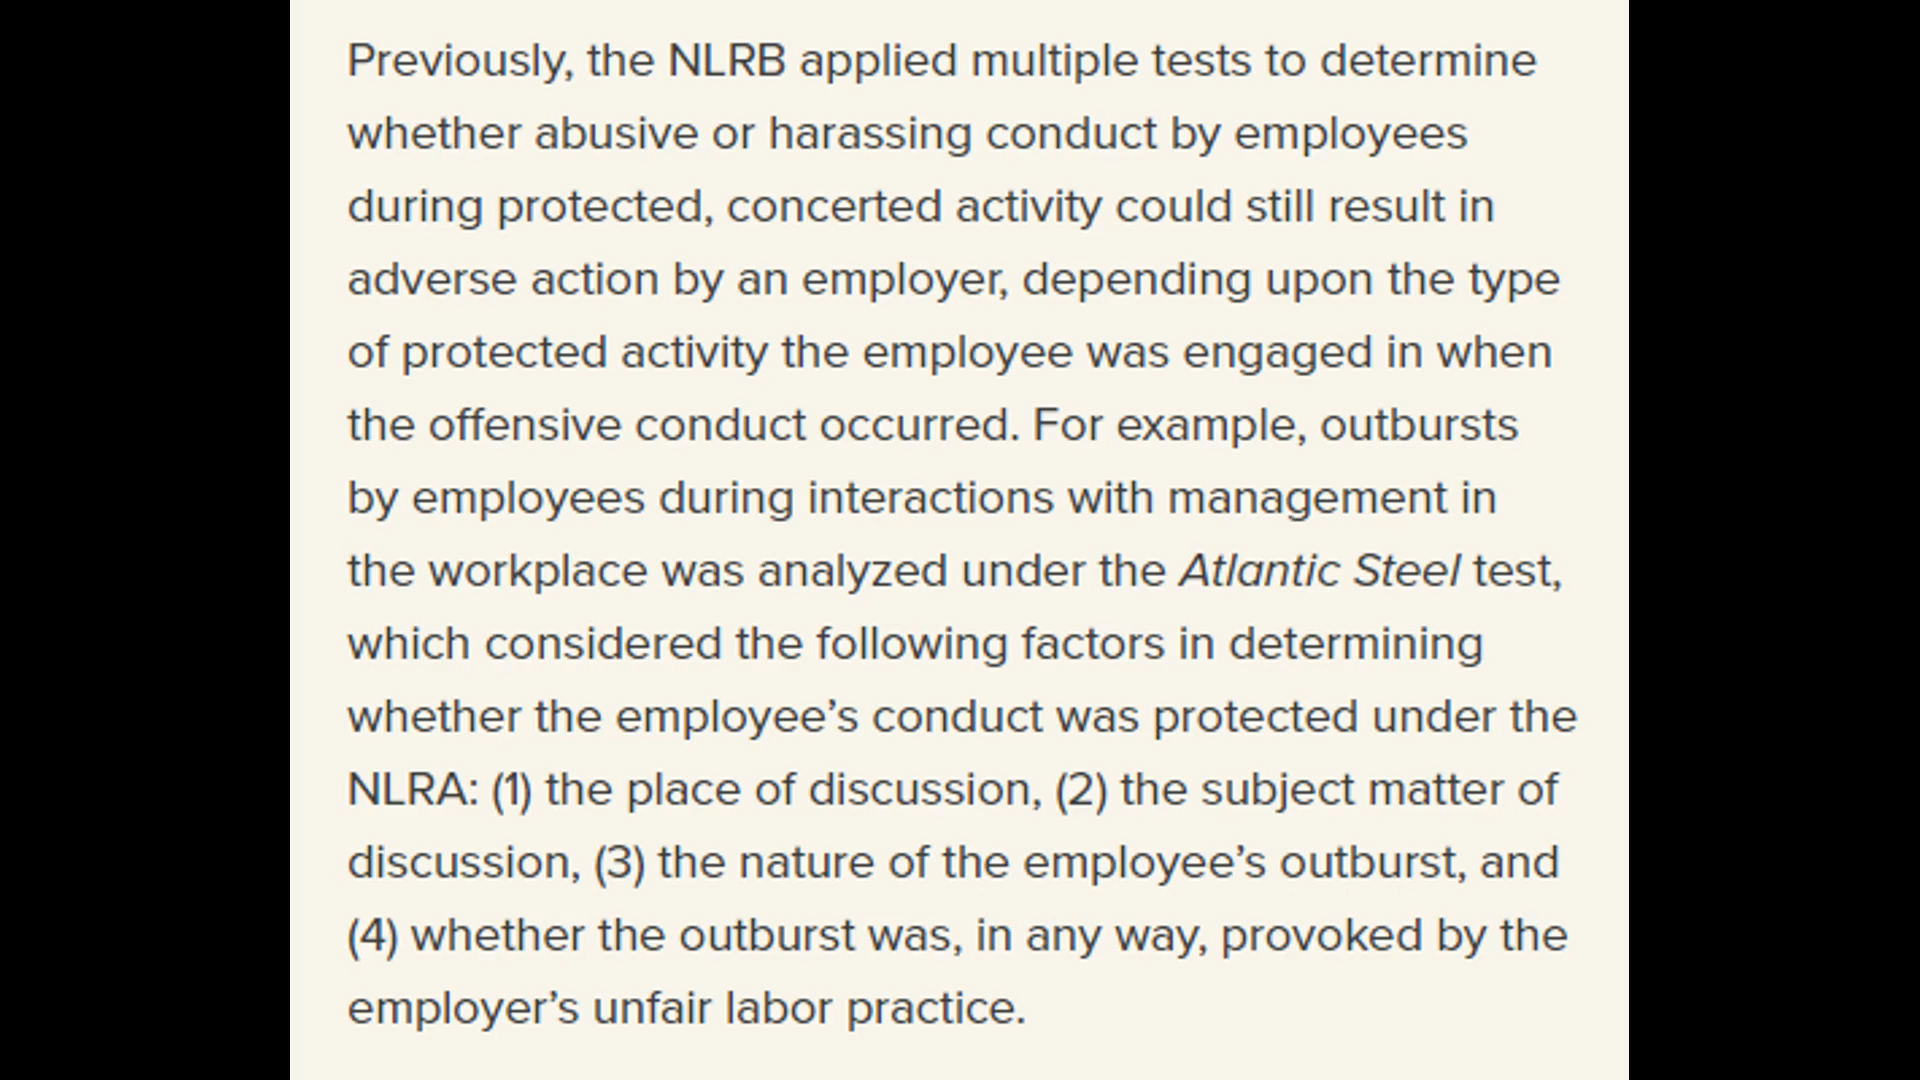 Previously, the NLRB applied multiple tests to determine
whether abusive or harassing conduct by employees
during protected, concerted activity could still result in
adverse action by an employer, depending upon the type
of protected activity the employee was engaged in when
the offensive conduct occurred. For example, outbursts
by employees during interactions with management in
the workplace was analyzed under the Atlantic Steel test,
which considered the following factors in determining
whether the employee’s conduct was protected under the
NLRA: (1) the place of discussion, (2) the subject matter of
discussion, (3) the nature of the employee’s outburst, and
(4) whether the outburst was, in any way, provoked by the
employer’s unfair labor practice.